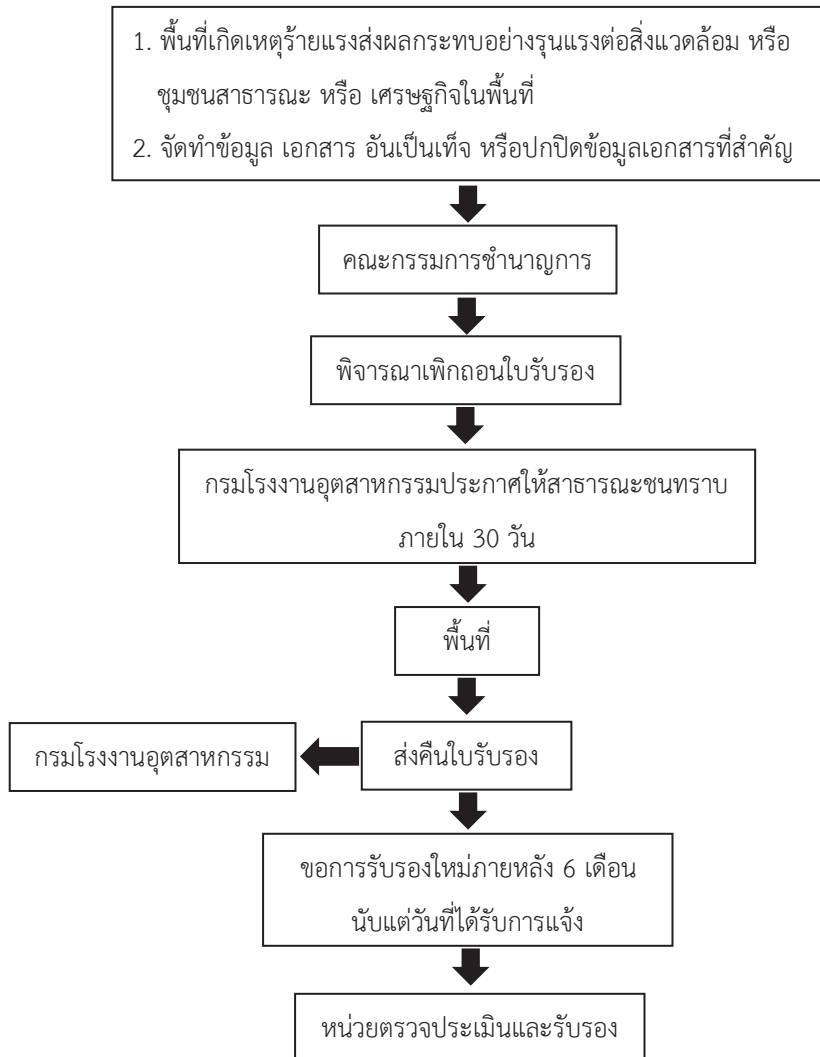 1. พื้นที่เกิดเหตุร้ายแรงส่งผลกระทบอย่างรุนแรงต่อสิ่งแวดล้อม หรือ
ชุมชนสาธารณะ หรือ เศรษฐกิจในพื้นที่
2. จัดทำข้อมูล เอกสาร อันเป็นเท็จ หรือปกปิดข้อมูลเอกสารที่สำคัญ
คณะกรรมการชำนาญการ
พิจารณาเพิกถอนใบรับรอง
กรมโรงงานอุตสาหกรรมประกาศให้สาธารณะชนทราบ
ภายใน 30 วัน
พื้นที่
กรมโรงงานอุตสาหกรรม
ส่งคืนใบรับรอง
ขอการรับรองใหม่ภายหลัง 6 เดือน
นับแต่วันที่ได้รับการแจ้ง
หน่วยตรวจประเมินและรับรอง